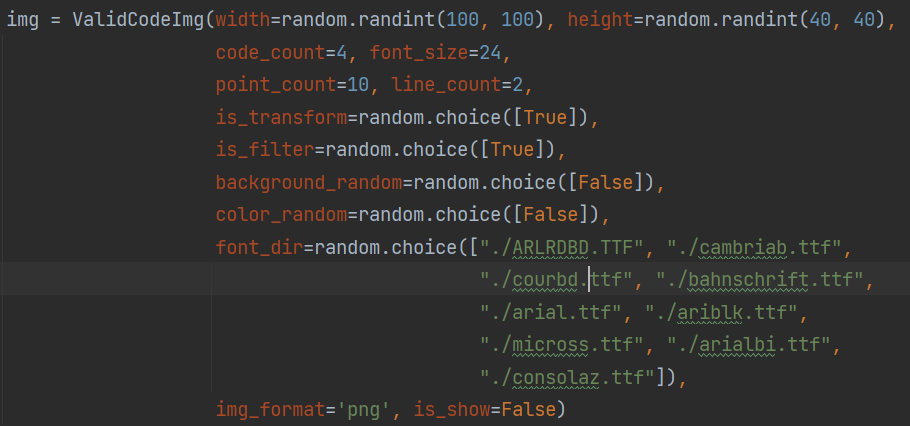 img = ValidCodeImg(width=random.randint(100, 100), height=random.randint(40, 40),
code_count=4, font_size=24,
point_count=10, line_count=2,
is_transform=random.choice([True]),
is_filter=random.choice([True]),
background_random=random.choice([False]),
color_random=random.choice([False]),
font_dir=random.choice(["./ARLRDBD.TTF", "./cambriab.ttf",
"./courbd.ttf", "./bahnschrift.ttf",
"./arial.ttf", "./ariblk.ttf",
"./micross.ttf", "./arialbi.ttf",
"./consolaz.ttf"]),
img_format='png', is_show=False)